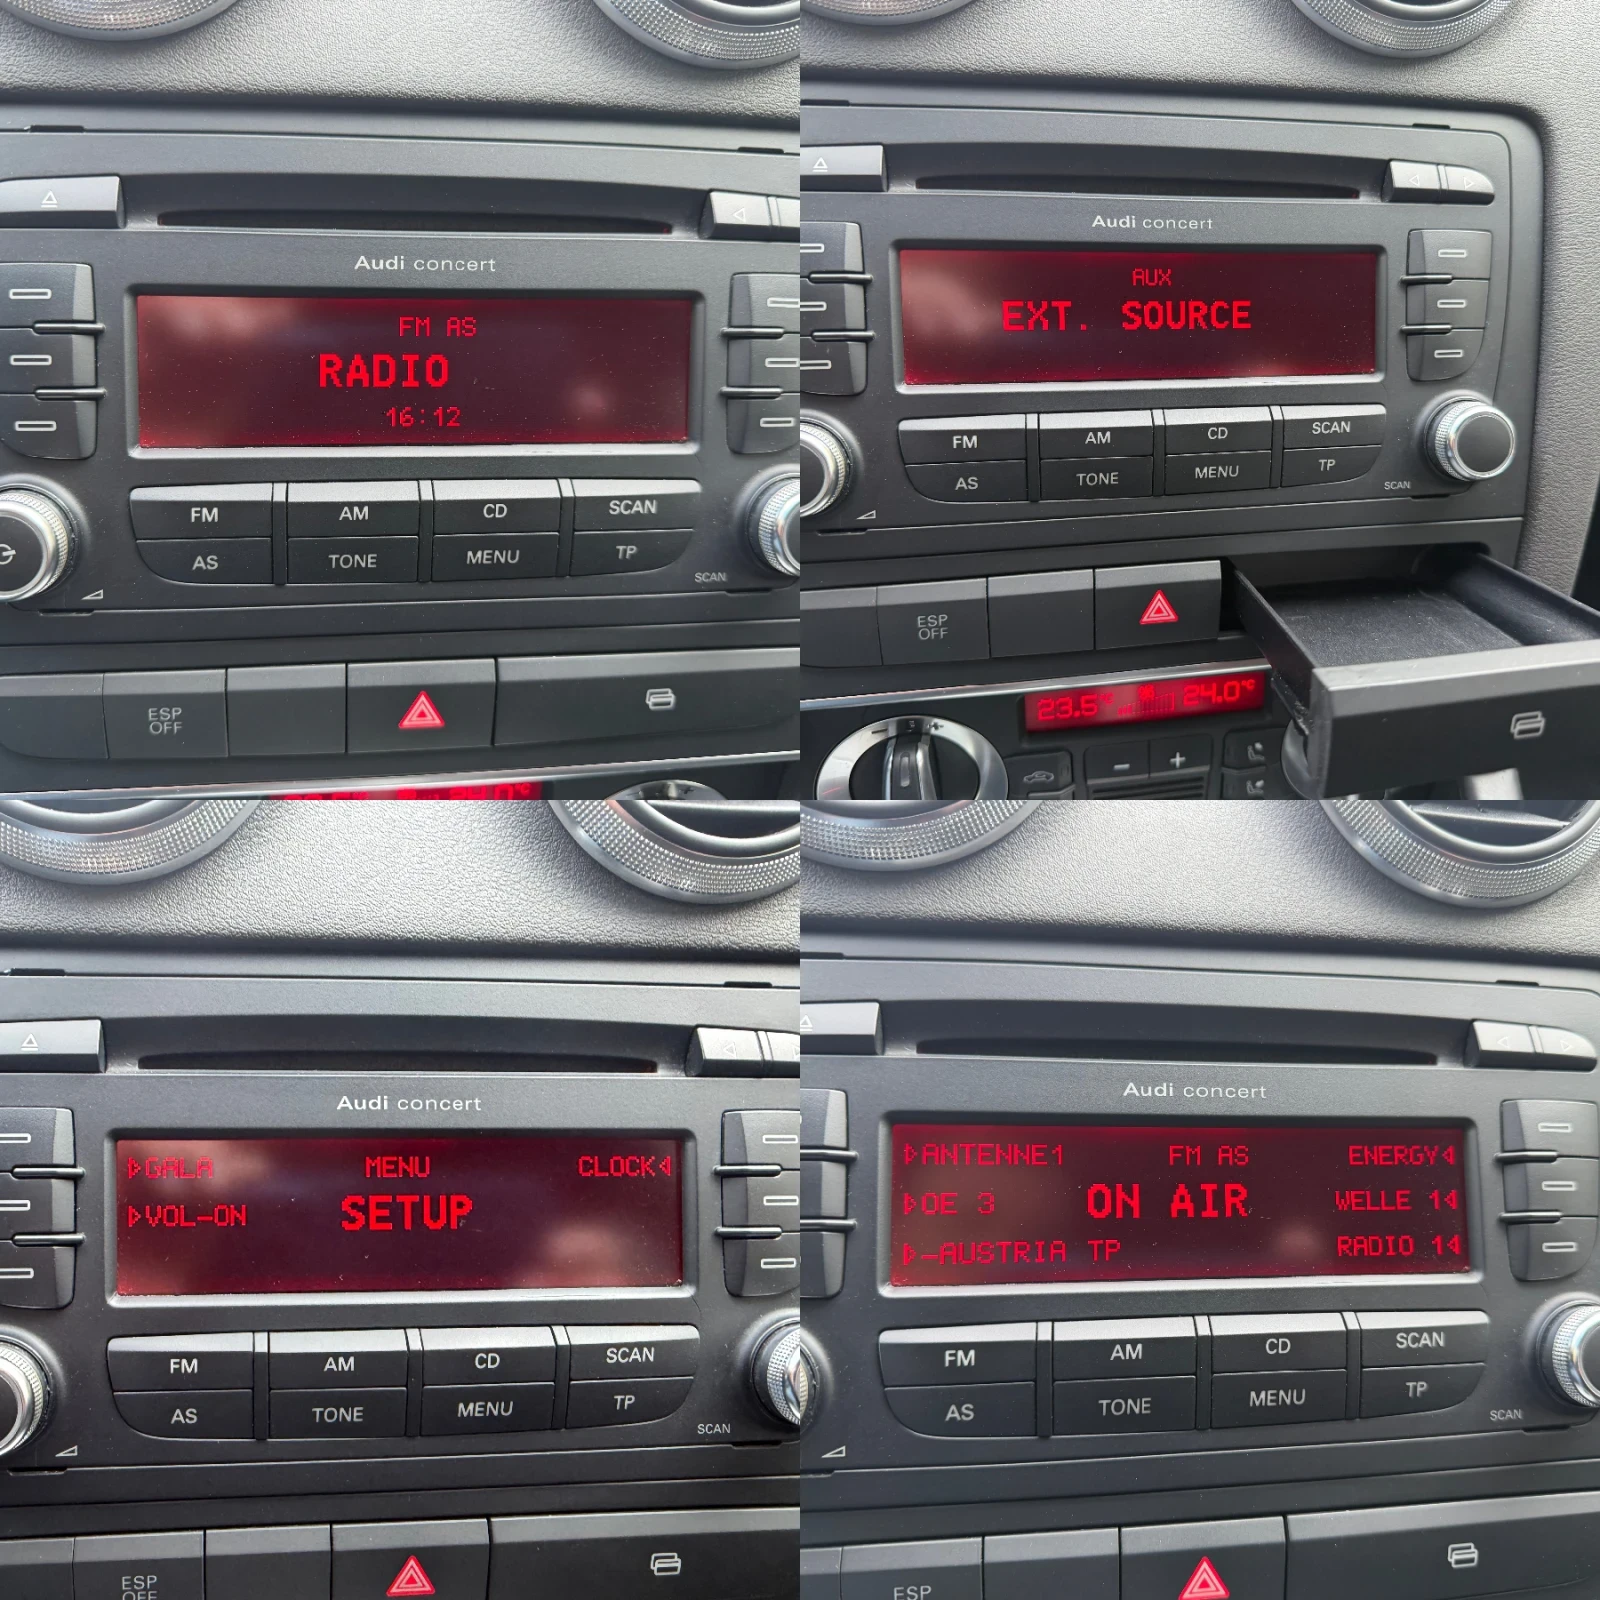 Audi concert
FM AS
RADIO
16:12
FM AM CD SCAN
AS TONE MENU TP
SCAN
ESP
OFF
Audi concert
AUX
EXT. SOURCE
FM AM CD SCAN
AS TONE MENU TP
SCAN
ESP
OFF
23.5°C 24.0°C
Audi concert
GALA MENU CLOCK
VOL-ON SETUP
FM AM CD SCAN
AS TONE MENU TP
SCAN
ESP
OFF
Audi concert
ANTENNE1 FM AS ENERGY
OE 3 ON AIR WELLE 1
-AUSTRIA TP RADIO 1
FM AM CD SCAN
AS TONE MENU TP
SCAN
ESP